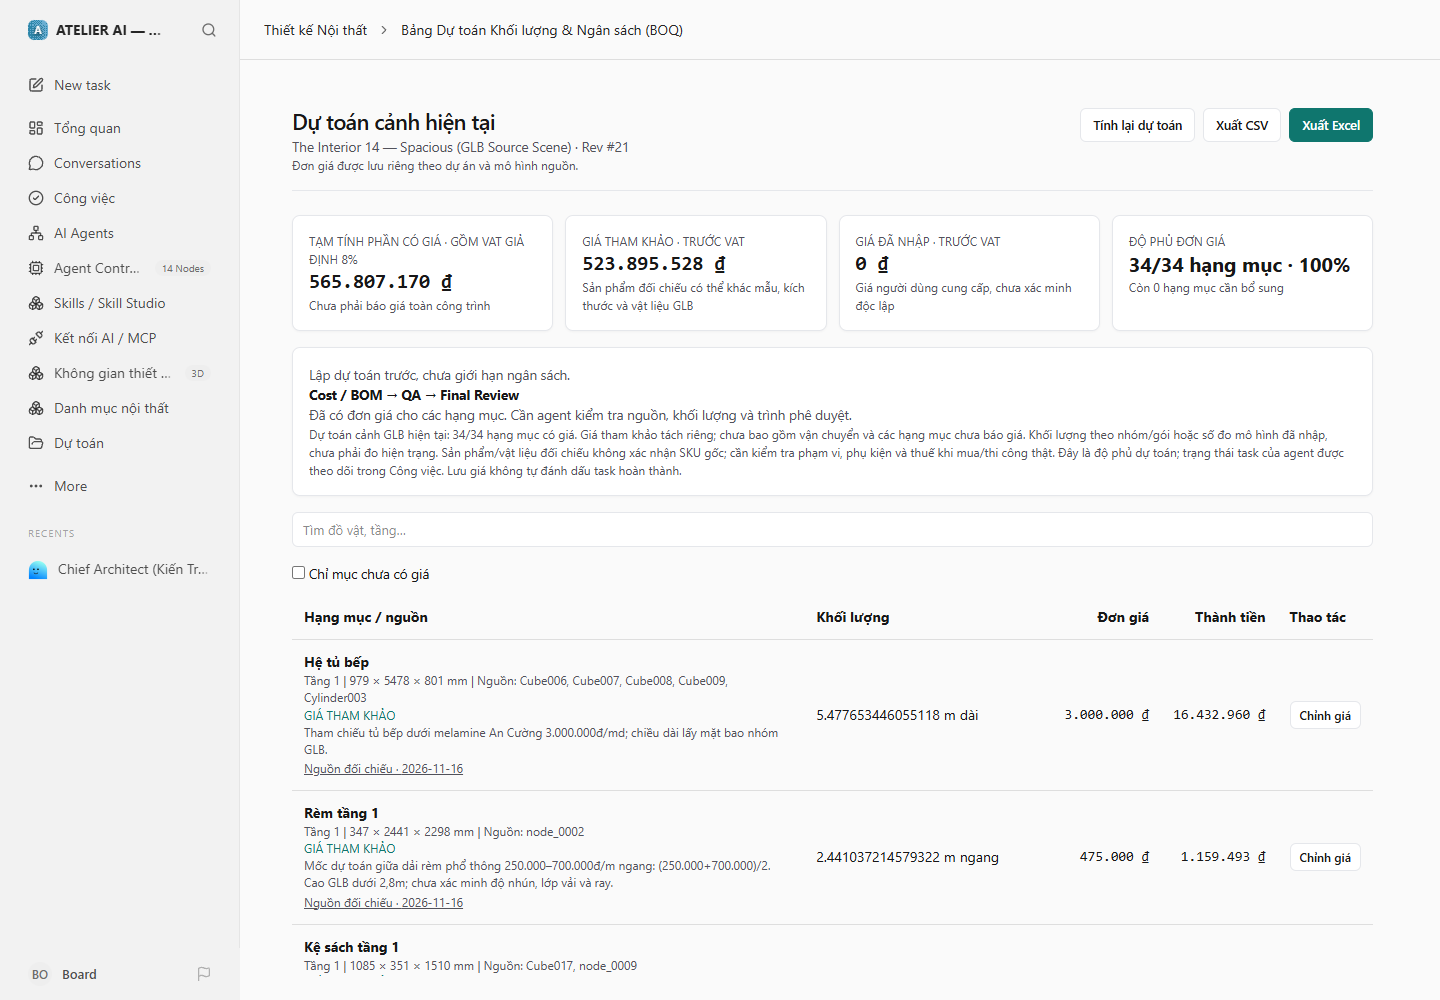 ATELIER AI — ...
New task
Tổng quan
Conversations
Công việc
AI Agents
Agent Contr... 14 Nodes
Skills / Skill Studio
Kết nối AI / MCP
Không gian thiết ... 3D
Danh mục nội thất
Dự toán
More
RECENTS
Chief Architect (Kiến Tr...
BO Board
Thiết kế Nội thất > Bảng Dự toán Khối lượng & Ngân sách (BOQ)
Dự toán cảnh hiện tại
The Interior 14 — Spacious (GLB Source Scene) · Rev #21
Đơn giá được lưu riêng theo dự án và mô hình nguồn.
Tính lại dự toán
Xuất CSV
Xuất Excel
TẠM TÍNH PHẦN CÓ GIÁ · GỒM VAT GIẢ
ĐỊNH 8%
565.807.170 ₫
Chưa phải báo giá toàn công trình
GIÁ THAM KHẢO · TRƯỚC VAT
523.895.528 ₫
Sản phẩm đối chiếu có thể khác mẫu, kích
thước và vật liệu GLB
GIÁ ĐÃ NHẬP · TRƯỚC VAT
0 ₫
Giá người dùng cung cấp, chưa xác minh
độc lập
ĐỘ PHỦ ĐƠN GIÁ
34/34 hạng mục · 100%
Còn 0 hạng mục cần bổ sung
Lập dự toán trước, chưa giới hạn ngân sách.
Cost / BOM → QA → Final Review
Đã có đơn giá cho các hạng mục. Cần agent kiểm tra nguồn, khối lượng và trình phê duyệt.
Dự toán cảnh GLB hiện tại: 34/34 hạng mục có giá. Giá tham khảo tách riêng; chưa bao gồm vận chuyển và các hạng mục chưa báo giá. Khối lượng theo nhóm/gói hoặc số đo mô hình đã nhập,
chưa phải đo hiện trạng. Sản phẩm/vật liệu đối chiếu không xác nhận SKU gốc; cần kiểm tra phạm vi, phụ kiện và thuế khi mua/thi công thật. Đây là độ phủ dự toán; trạng thái task của agent được
theo dõi trong Công việc. Lưu giá không tự đánh dấu task hoàn thành.
Tìm đồ vật, tầng...
Chỉ mục chưa có giá
Hạng mục / nguồn Khối lượng Đơn giá Thành tiền Thao tác
Hệ tủ bếp
Tầng 1 | 979 × 5478 × 801 mm | Nguồn: Cube006, Cube007, Cube008, Cube009,
Cylinder003
GIÁ THAM KHẢO
Tham chiếu tủ bếp dưới melamine An Cường 3.000.000đ/md; chiều dài lấy mặt bao nhóm
GLB.
Nguồn đối chiếu · 2026-11-16
5.477653446055118 m dài 3.000.000 ₫ 16.432.960 ₫ Chỉnh giá
Rèm tầng 1
Tầng 1 | 347 × 2441 × 2298 mm | Nguồn: node_0002
GIÁ THAM KHẢO
Mốc dự toán giữa dải rèm phổ thông 250.000–700.000đ/m ngang: (250.000+700.000)/2.
Cao GLB dưới 2,8m; chưa xác minh độ nhún, lớp vải và ray.
Nguồn đối chiếu · 2026-11-16
2.441037214579322 m ngang 475.000 ₫ 1.159.493 ₫ Chỉnh giá
Kệ sách tầng 1
Tầng 1 | 1085 × 351 × 1510 mm | Nguồn: Cube017, node_0009